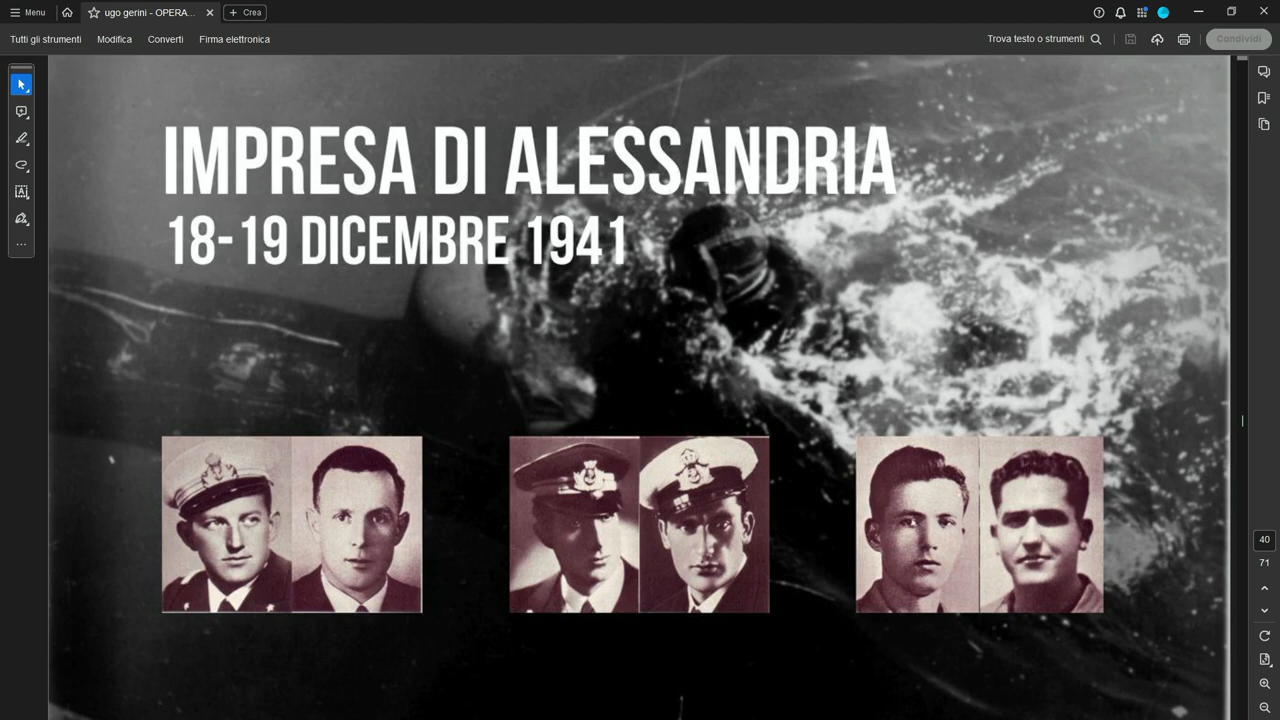 Menu
ugo gerini - OPERA...
Crea
Tutti gli strumenti
Modifica
Converti
Firma elettronica
Trova testo o strumenti
Condividi
IMPRESA DI ALESSANDRIA
18-19 DICEMBRE 1941
40
71